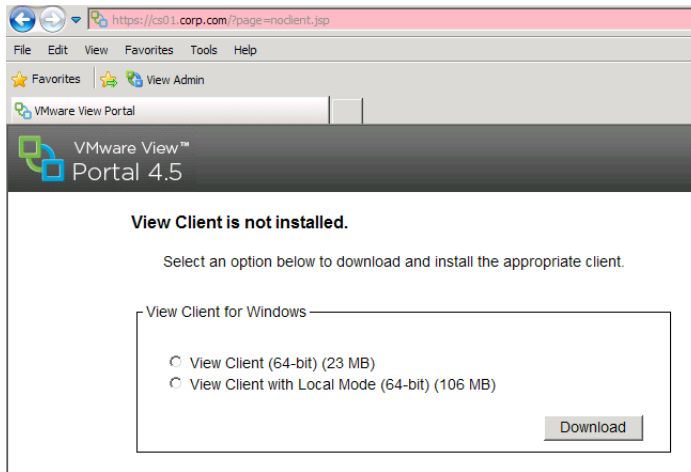 https://cs01.corp.com/?page=noclient.jsp
File Edit View Favorites Tools Help
Favorites View Admin
VMware View Portal
VMware View™
Portal 4.5
View Client is not installed.
Select an option below to download and install the appropriate client.
View Client for Windows
View Client (64-bit) (23 MB)
View Client with Local Mode (64-bit) (106 MB)
Download